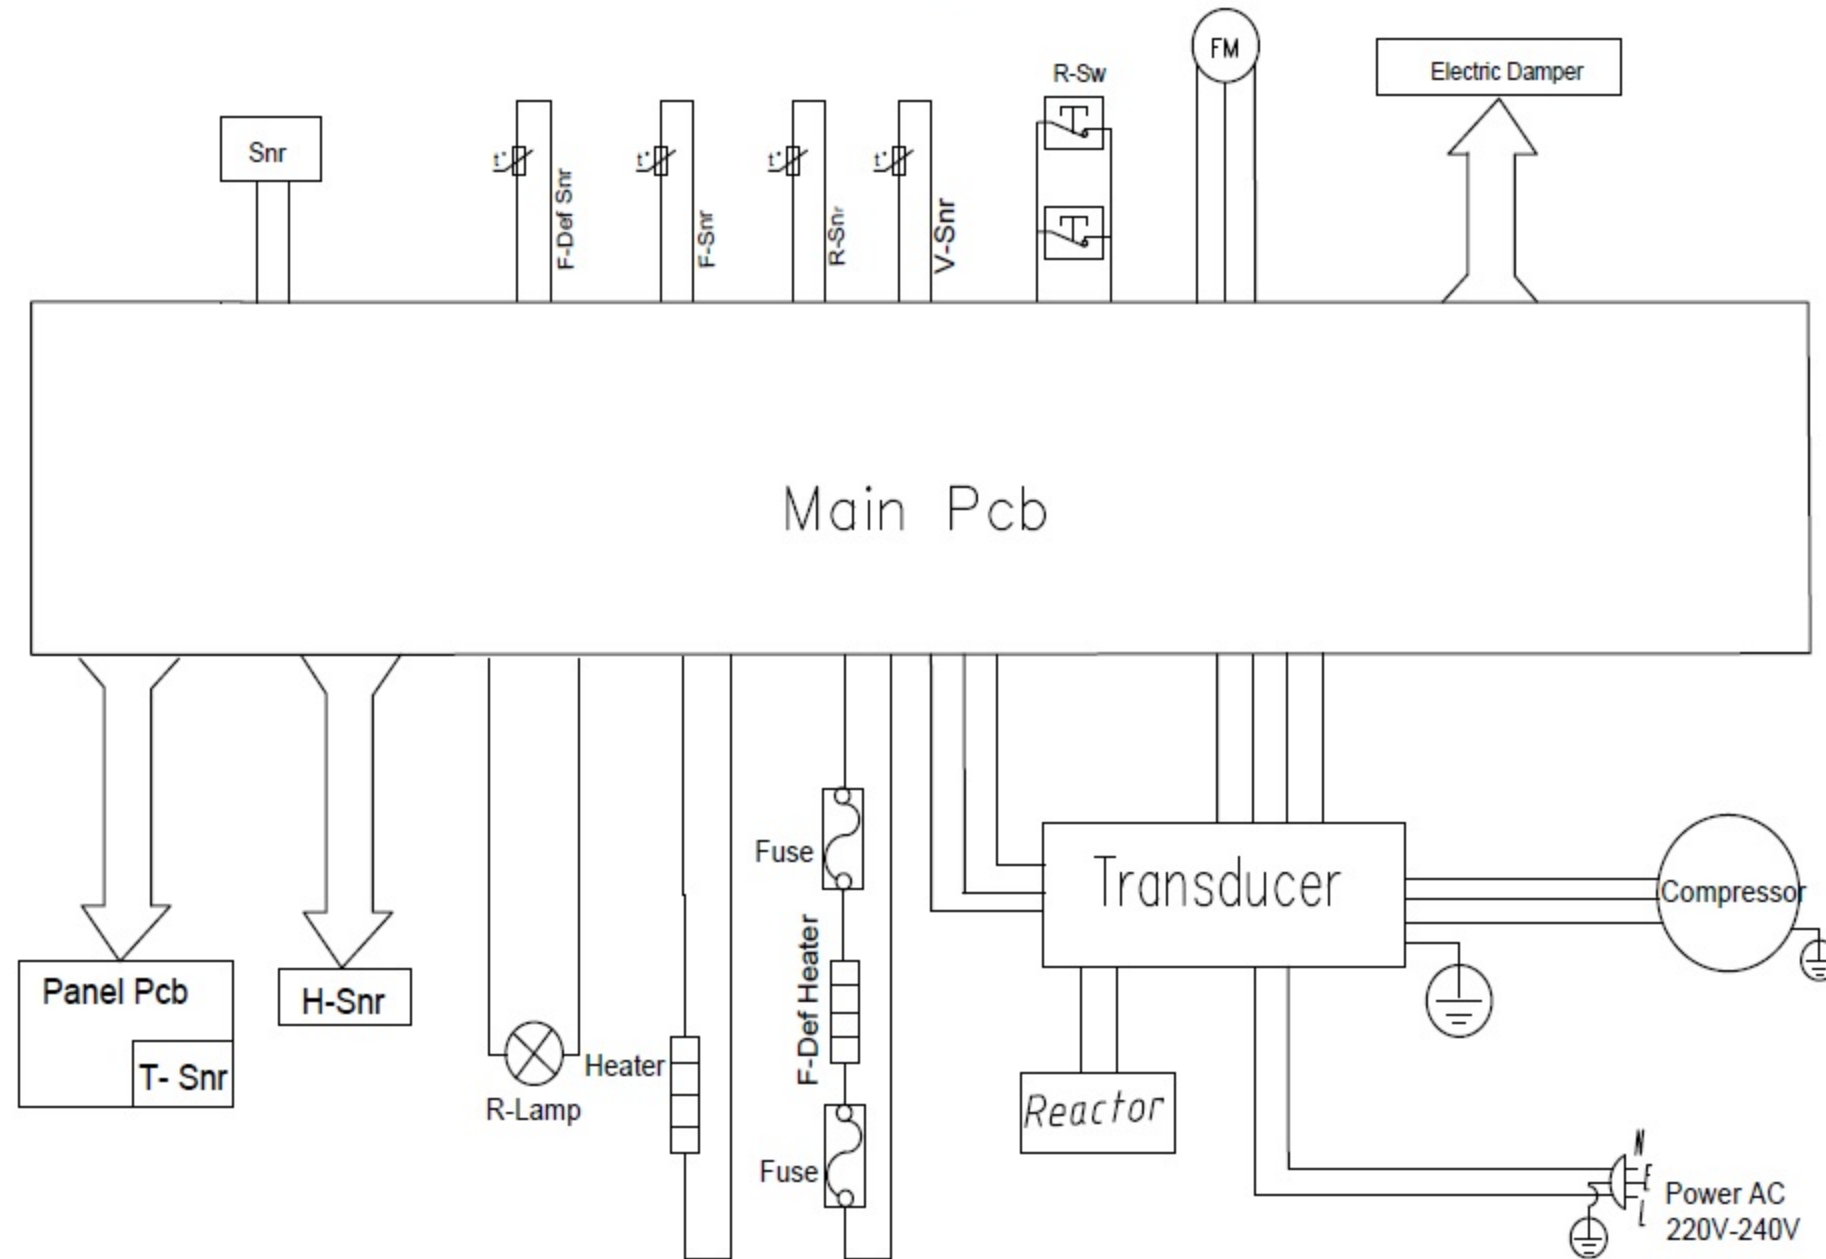 FM
R-Sw
Electric Damper
Snr
t°
F-Def Snr
t°
F-Snr
t°
R-Snr
t°
V-Snr
Main Pcb
Fuse
Transducer
Compressor
F-Def Heater
Panel Pcb
H-Snr
T- Snr
Heater
R-Lamp
Reactor
Fuse
N
E
L
Power AC
220V-240V